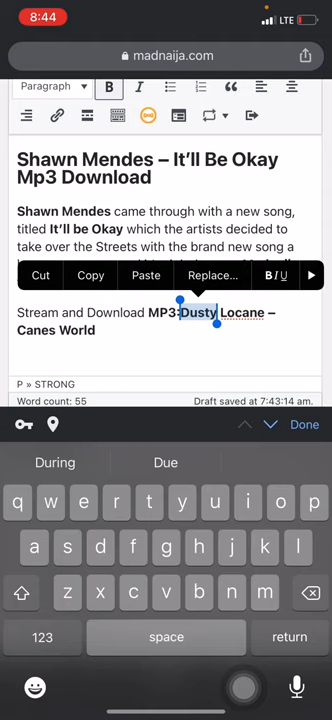 8:44
LTE
madnaija.com
Paragraph
B
I
Shawn Mendes – It’ll Be Okay
Mp3 Download
Shawn Mendes came through with a new song,
titled It’ll be Okay which the artists decided to
take over the Streets with the brand new song a
Cut
Copy
Paste
Replace...
BIU
Stream and Download MP3:Dusty Locane –
Canes World
P » STRONG
Word count: 55
Draft saved at 7:43:14 am.
Done
During
Due
q w e r t y u i o p
a s d f g h j k l
z x c v b n m
123
space
return